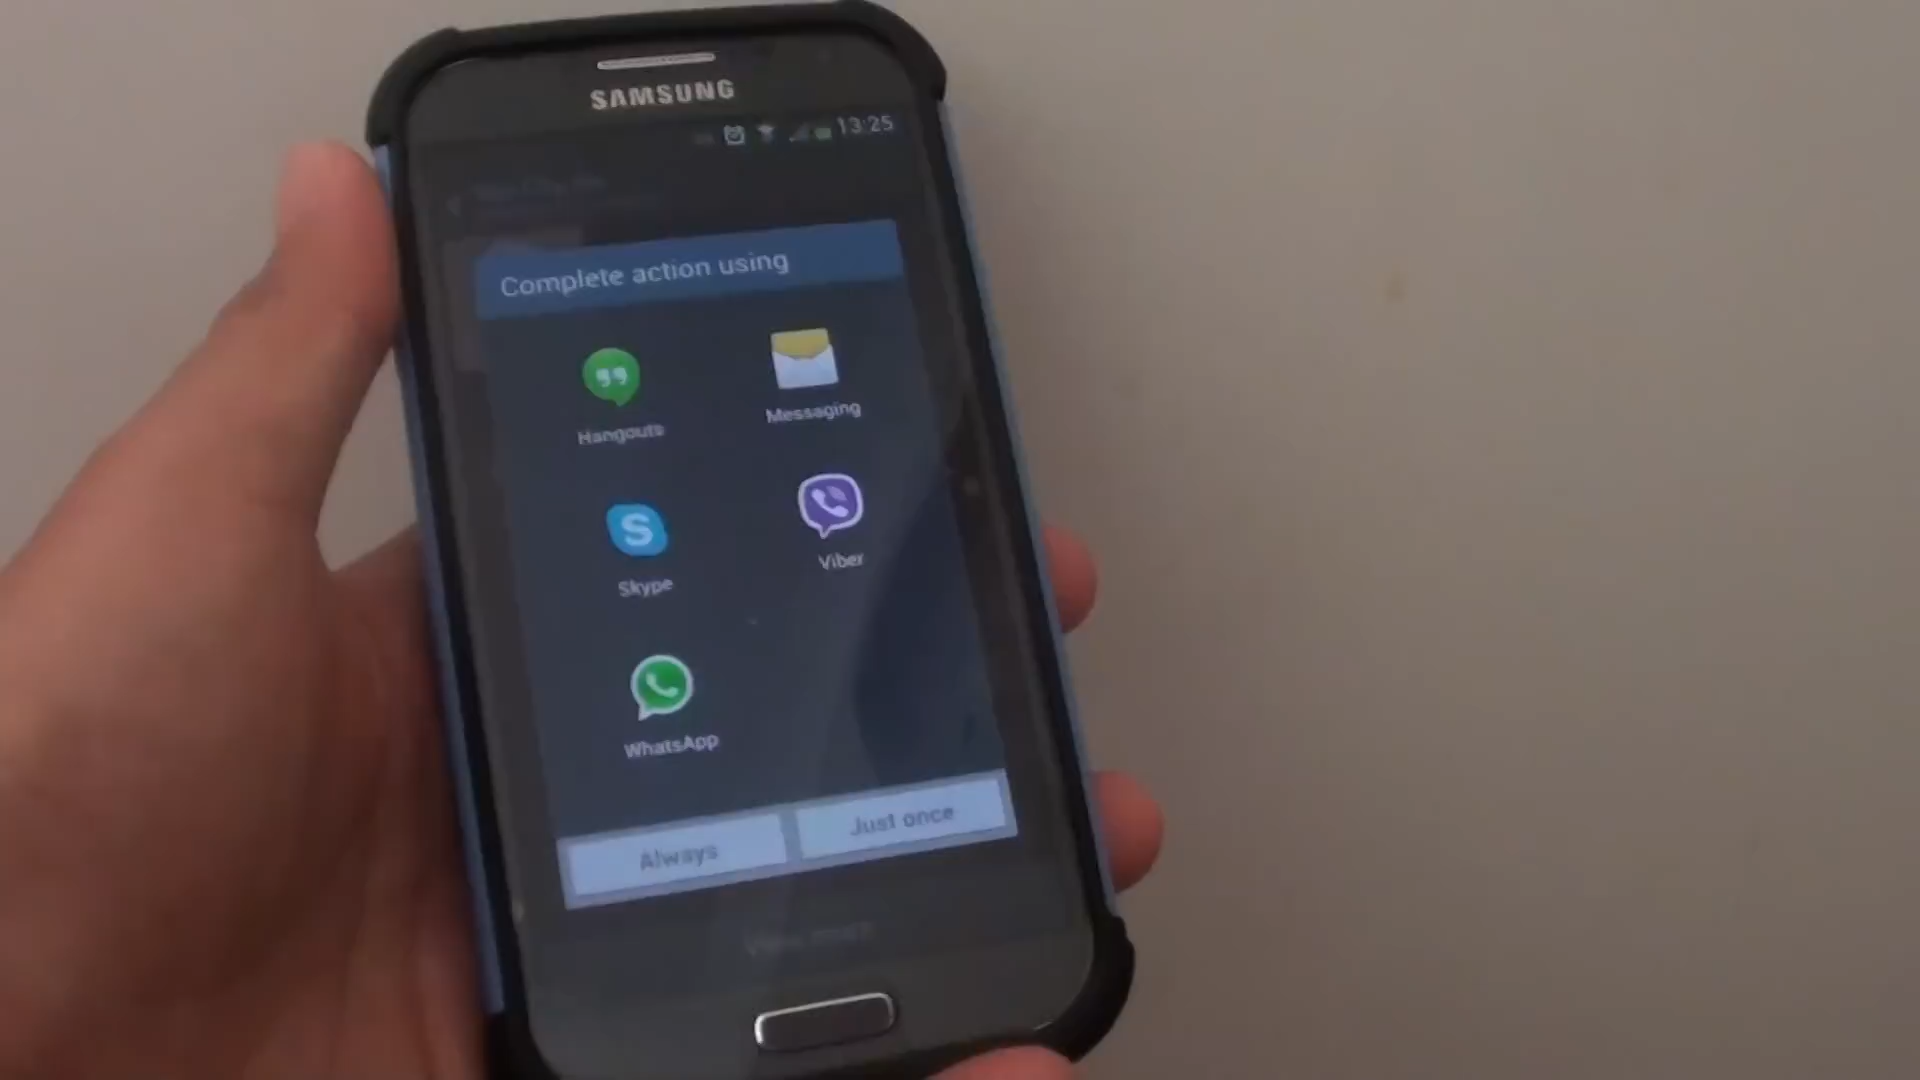 SAMSUNG
13:25
Complete action using
Hangouts
Messaging
Skype
Viber
WhatsApp
Always
Just once